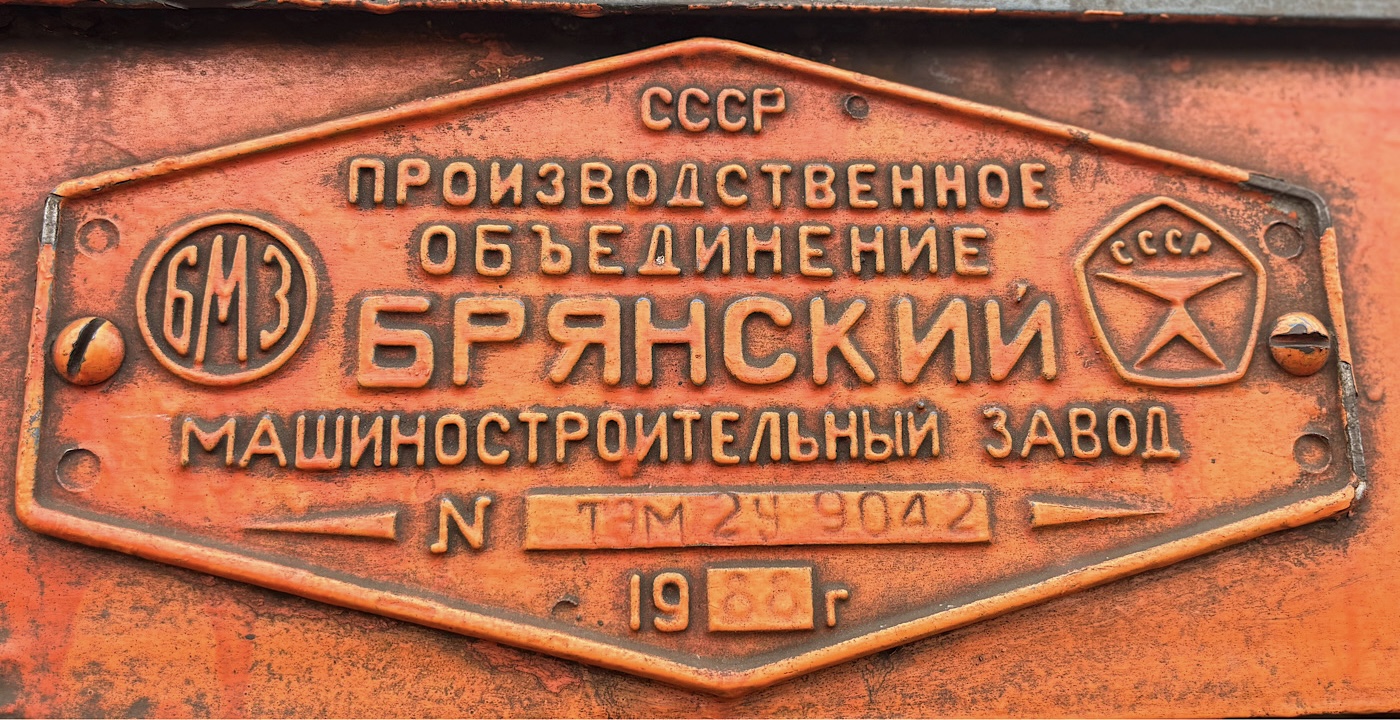 СССР
ПРОИЗВОДСТВЕННОЕ
ОБЪЕДИНЕНИЕ
БМЗ
БРЯНСКИЙ
СССР
МАШИНОСТРОИТЕЛЬНЫЙ ЗАВОД
N ТЭМ2У 9042
1988 г